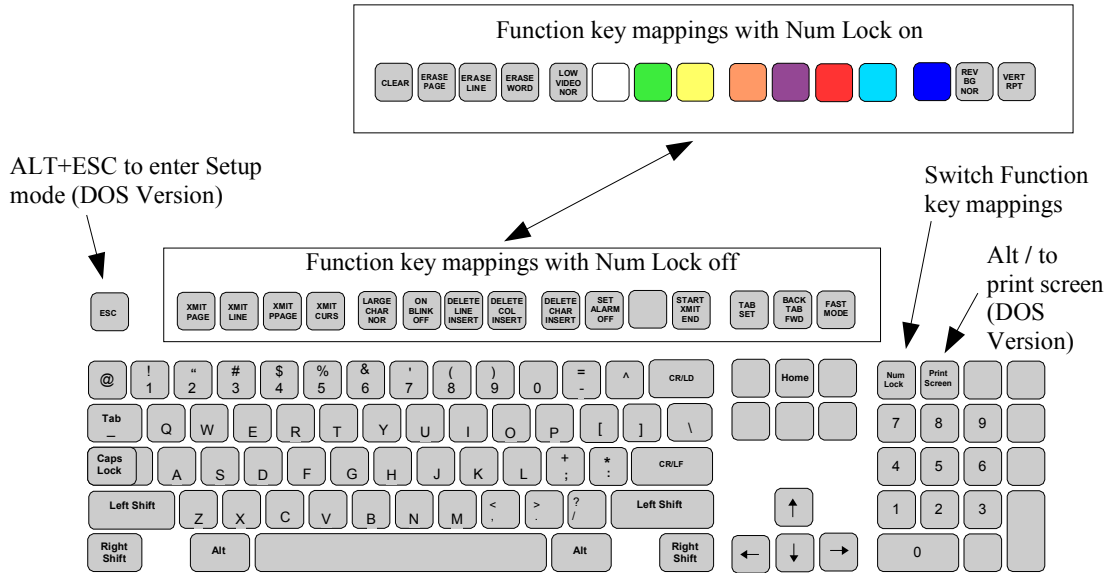 Function key mappings with Num Lock on
CLEAR
ERASE
PAGE
ERASE
LINE
ERASE
WORD
LOW
VIDEO
NOR
REV
BG
NOR
VERT
RPT
ALT+ESC to enter Setup
mode (DOS Version)
Switch Function
key mappings
Alt / to
print screen
(DOS
Version)
Function key mappings with Num Lock off
ESC
XMIT
PAGE
XMIT
LINE
XMIT
PPAGE
XMIT
CURS
LARGE
CHAR
NOR
ON
BLINK
OFF
DELETE
LINE
INSERT
DELETE
COL
INSERT
DELETE
CHAR
INSERT
SET
ALARM
OFF
START
XMIT
END
TAB
SET
BACK
TAB
FWD
FAST
MODE
@
!
1
“
2
#
3
$
4
%
5
&
6
'
7
(
8
)
9
0
=
-
^
CR/LD
Home
Num
Lock
Print
Screen
Tab
_
Q
W
E
R
T
Y
U
I
O
P
[
]
\
7
8
9
Caps
Lock
A
S
D
F
G
H
J
K
L
+
;
*
:
CR/LF
4
5
6
Left Shift
Z
X
C
V
B
N
M
<
,
>
.
?
/
Left Shift
↑
1
2
3
Right
Shift
Alt
Alt
Right
Shift
←
↓
→
0